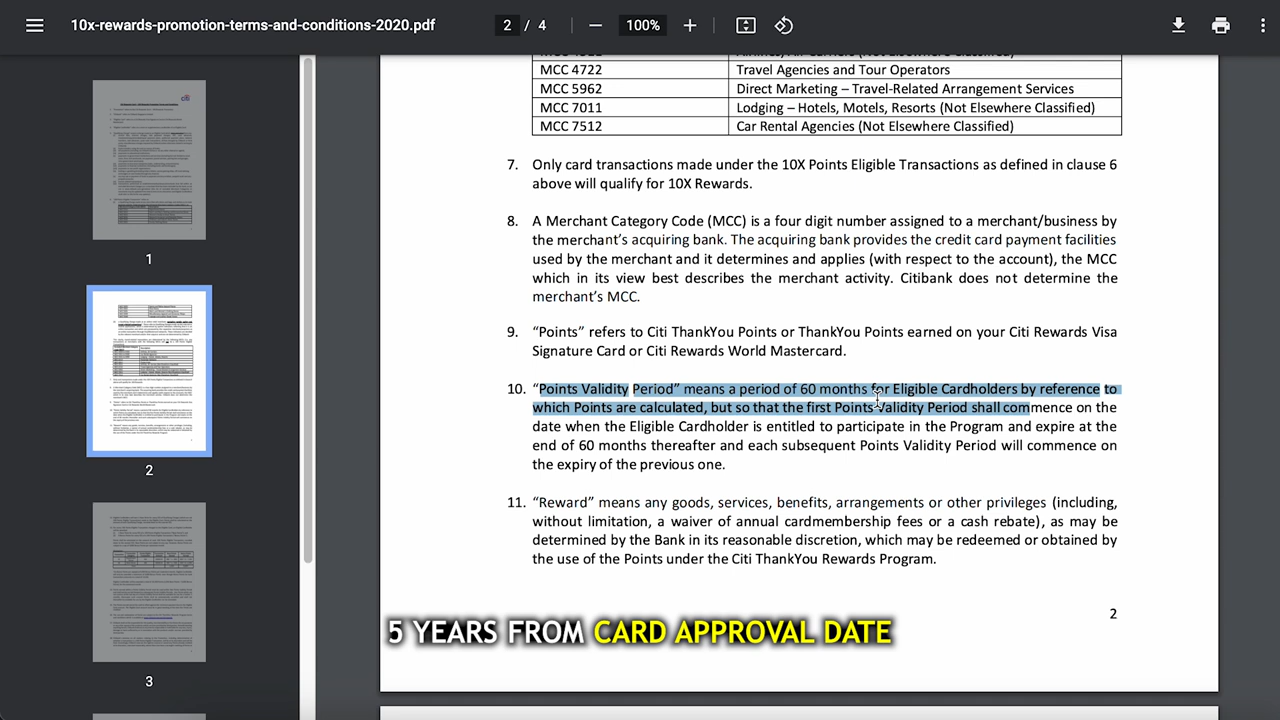 10x-rewards-promotion-terms-and-conditions-2020.pdf
2 / 4
100%
MCC 4722 Travel Agencies and Tour Operators
MCC 5962 Direct Marketing – Travel-Related Arrangement Services
MCC 7011 Lodging – Hotels, Motels, Resorts (Not Elsewhere Classified)
MCC 7512 Car Rental Agencies (Not Elsewhere Classified)
7. Only card transactions made under the 10X Points Eligible Transactions as defined in clause 6
above will qualify for 10X Rewards.
8. A Merchant Category Code (MCC) is a four digit number assigned to a merchant/business by
the merchant’s acquiring bank. The acquiring bank provides the credit card payment facilities
used by the merchant and it determines and applies (with respect to the account), the MCC
which in its view best describes the merchant activity. Citibank does not determine the
merchant’s MCC.
9. “Points” refers to Citi ThankYou Points or ThankYou Points earned on your Citi Rewards Visa
Signature Card or Citi Rewards World Mastercard.
10. “Points Validity Period” means a period of 60 months for Eligible Cardholders by reference to
which Points are calculated, but so that the first Points Validity Period shall commence on the
date when the Eligible Cardholder is entitled to participate in the Program and expire at the
end of 60 months thereafter and each subsequent Points Validity Period will commence on
the expiry of the previous one.
11. “Reward” means any goods, services, benefits, arrangements or other privileges (including,
without limitation, a waiver of annual cardmembership fees or a cash rebate), as may be
determined by the Bank in its reasonable discretion, which may be redeemed or obtained by
the use of the Points under the Citi ThankYou Rewards Program.
2
5 YEARS FROM CARD APPROVAL DATE
1
2
3